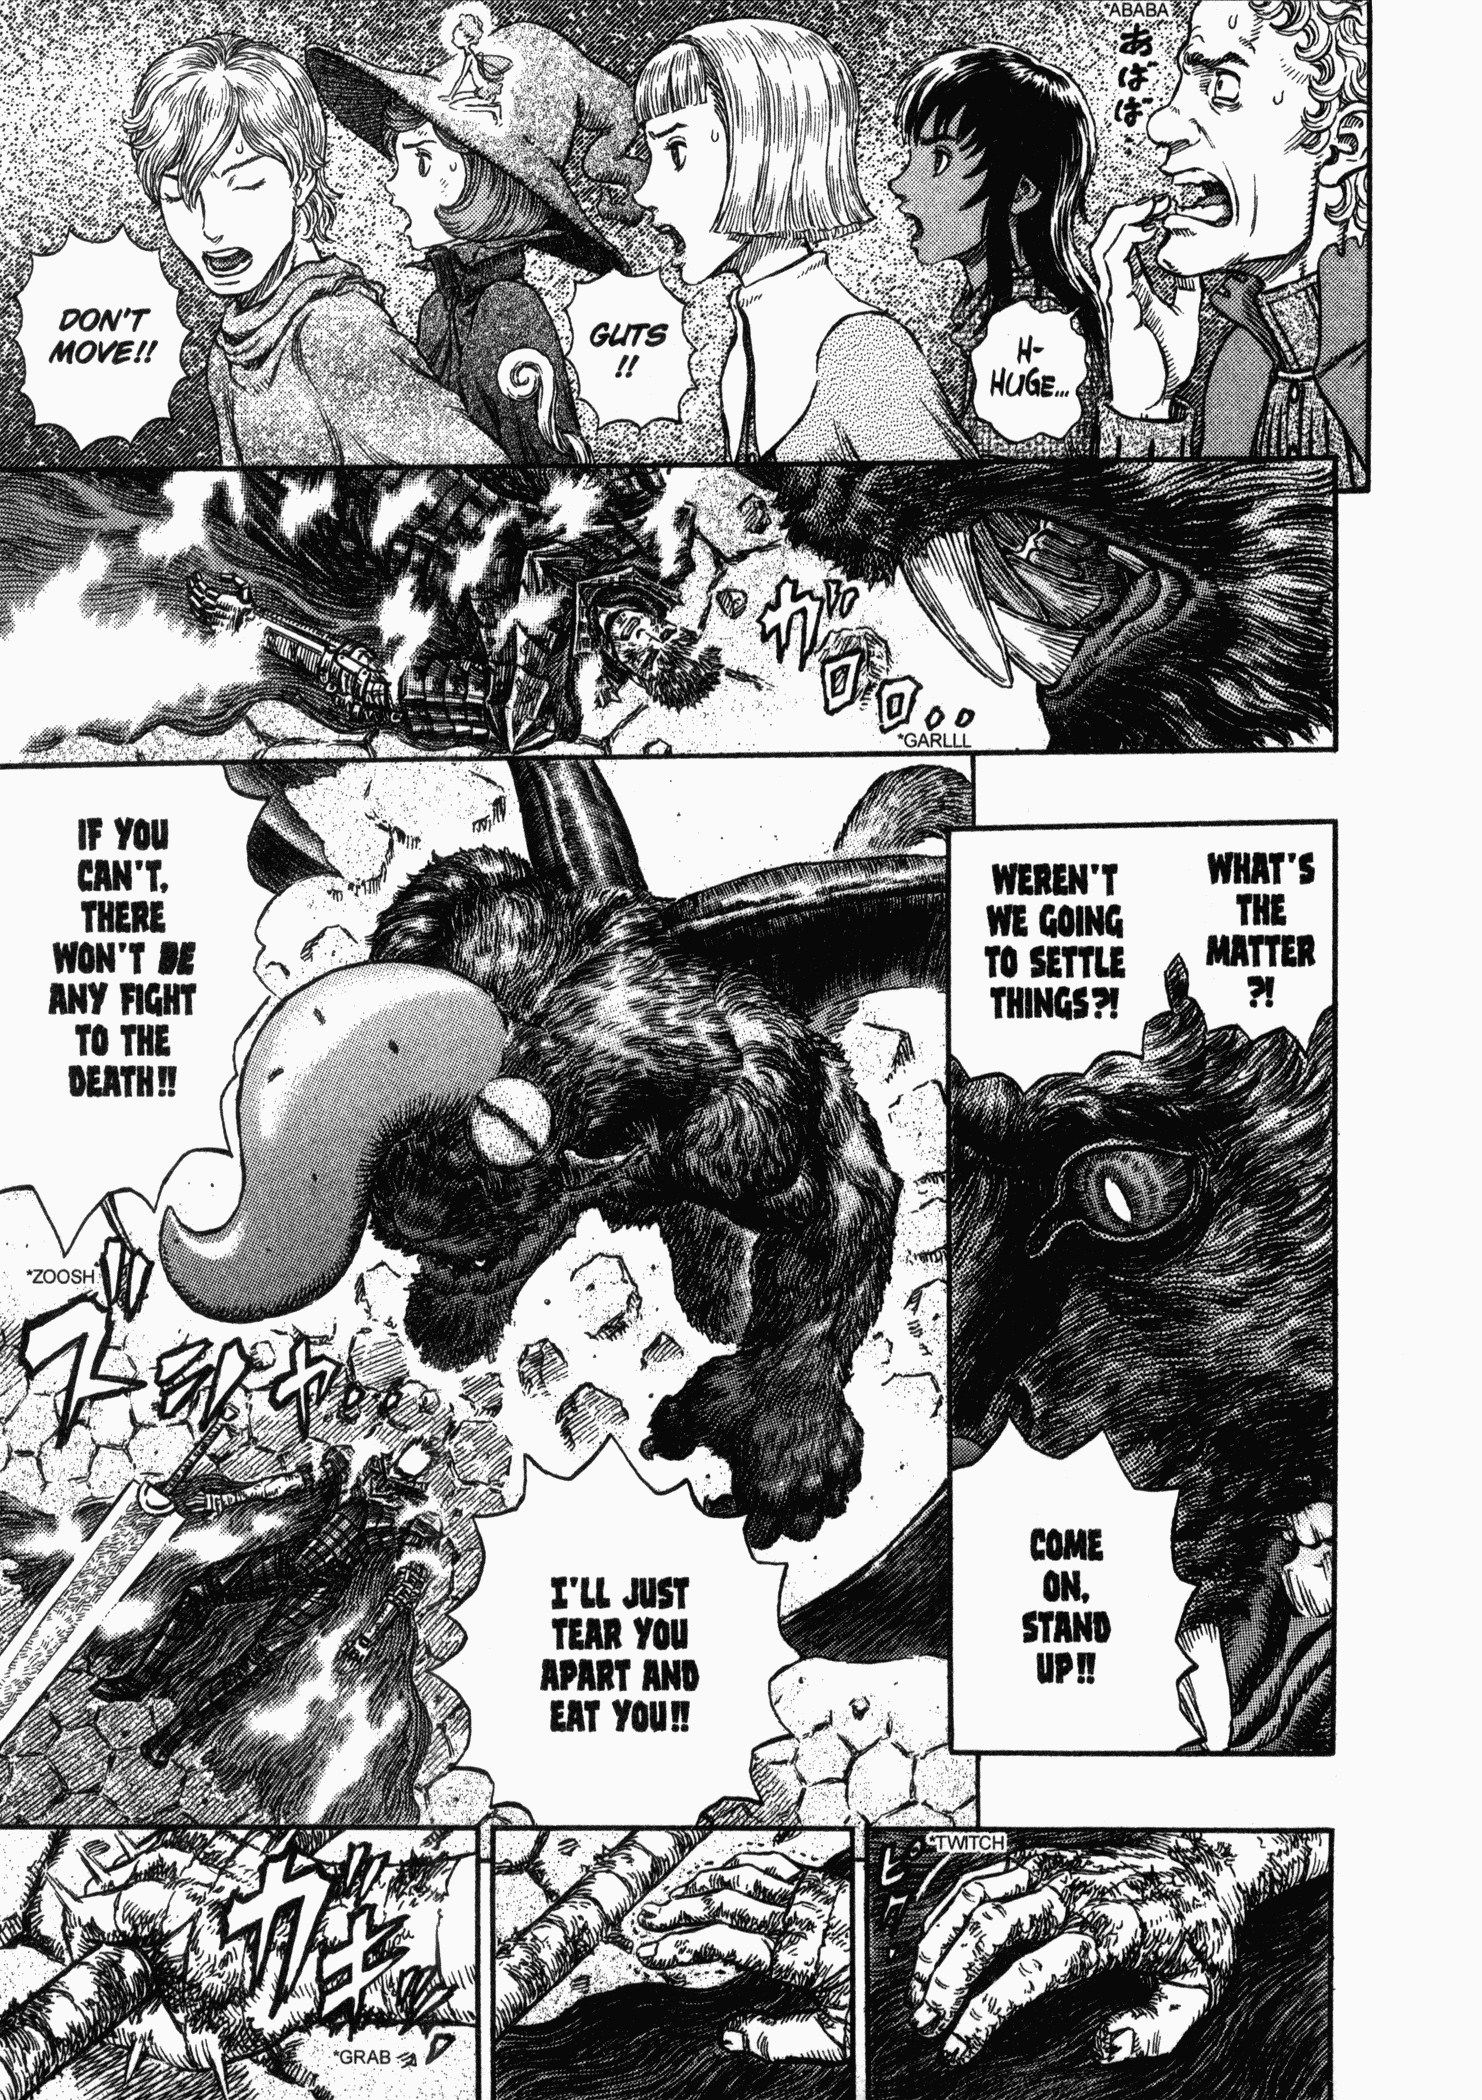 *ABABA
あばば
H-
HUGE...
GUTS
!!
DON'T
MOVE!!
ガロロ
*GARLLL
WHAT'S
THE
MATTER
?!
WEREN'T
WE GOING
TO SETTLE
THINGS?!
COME
ON,
STAND
UP!!
IF YOU
CAN'T,
THERE
WON'T BE
ANY FIGHT
TO THE
DEATH!!
*ZOOSH
ブシャ
I'LL JUST
TEAR YOU
APART AND
EAT YOU!!
*TWITCH
ピク
ガキッ
*GRAB